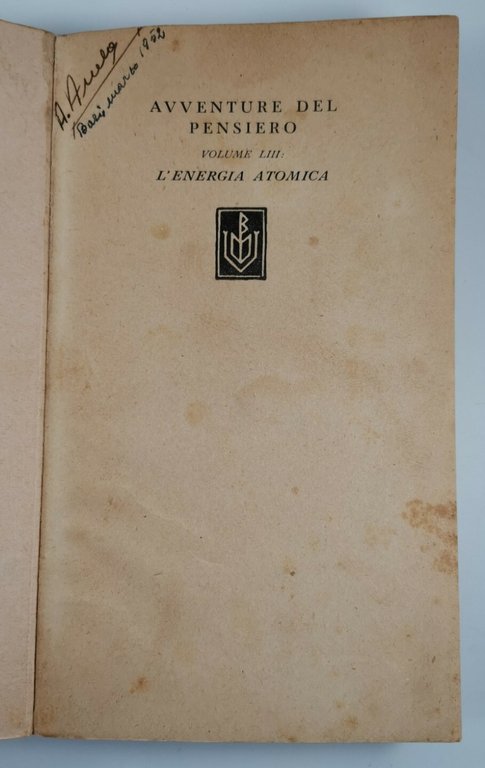 Bari marzo 1952
AVVENTURE DEL
PENSIERO
VOLUME LIII:
L'ENERGIA ATOMICA
B